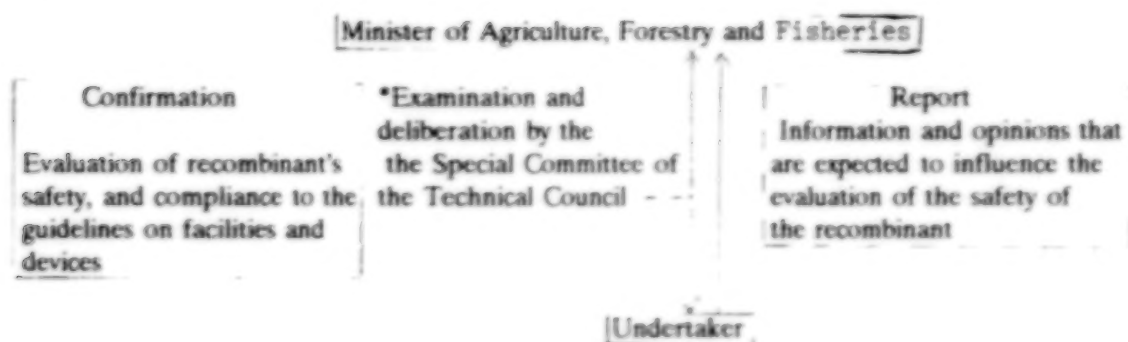 Minister of Agriculture, Forestry and Fisheries
Confirmation
Evaluation of recombinant's
safety, and compliance to the
guidelines on facilities and
devices
*Examination and
deliberation by the
the Special Committee of
the Technical Council
Report
Information and opinions that
are expected to influence the
evaluation of the safety of
the recombinant
Undertaker